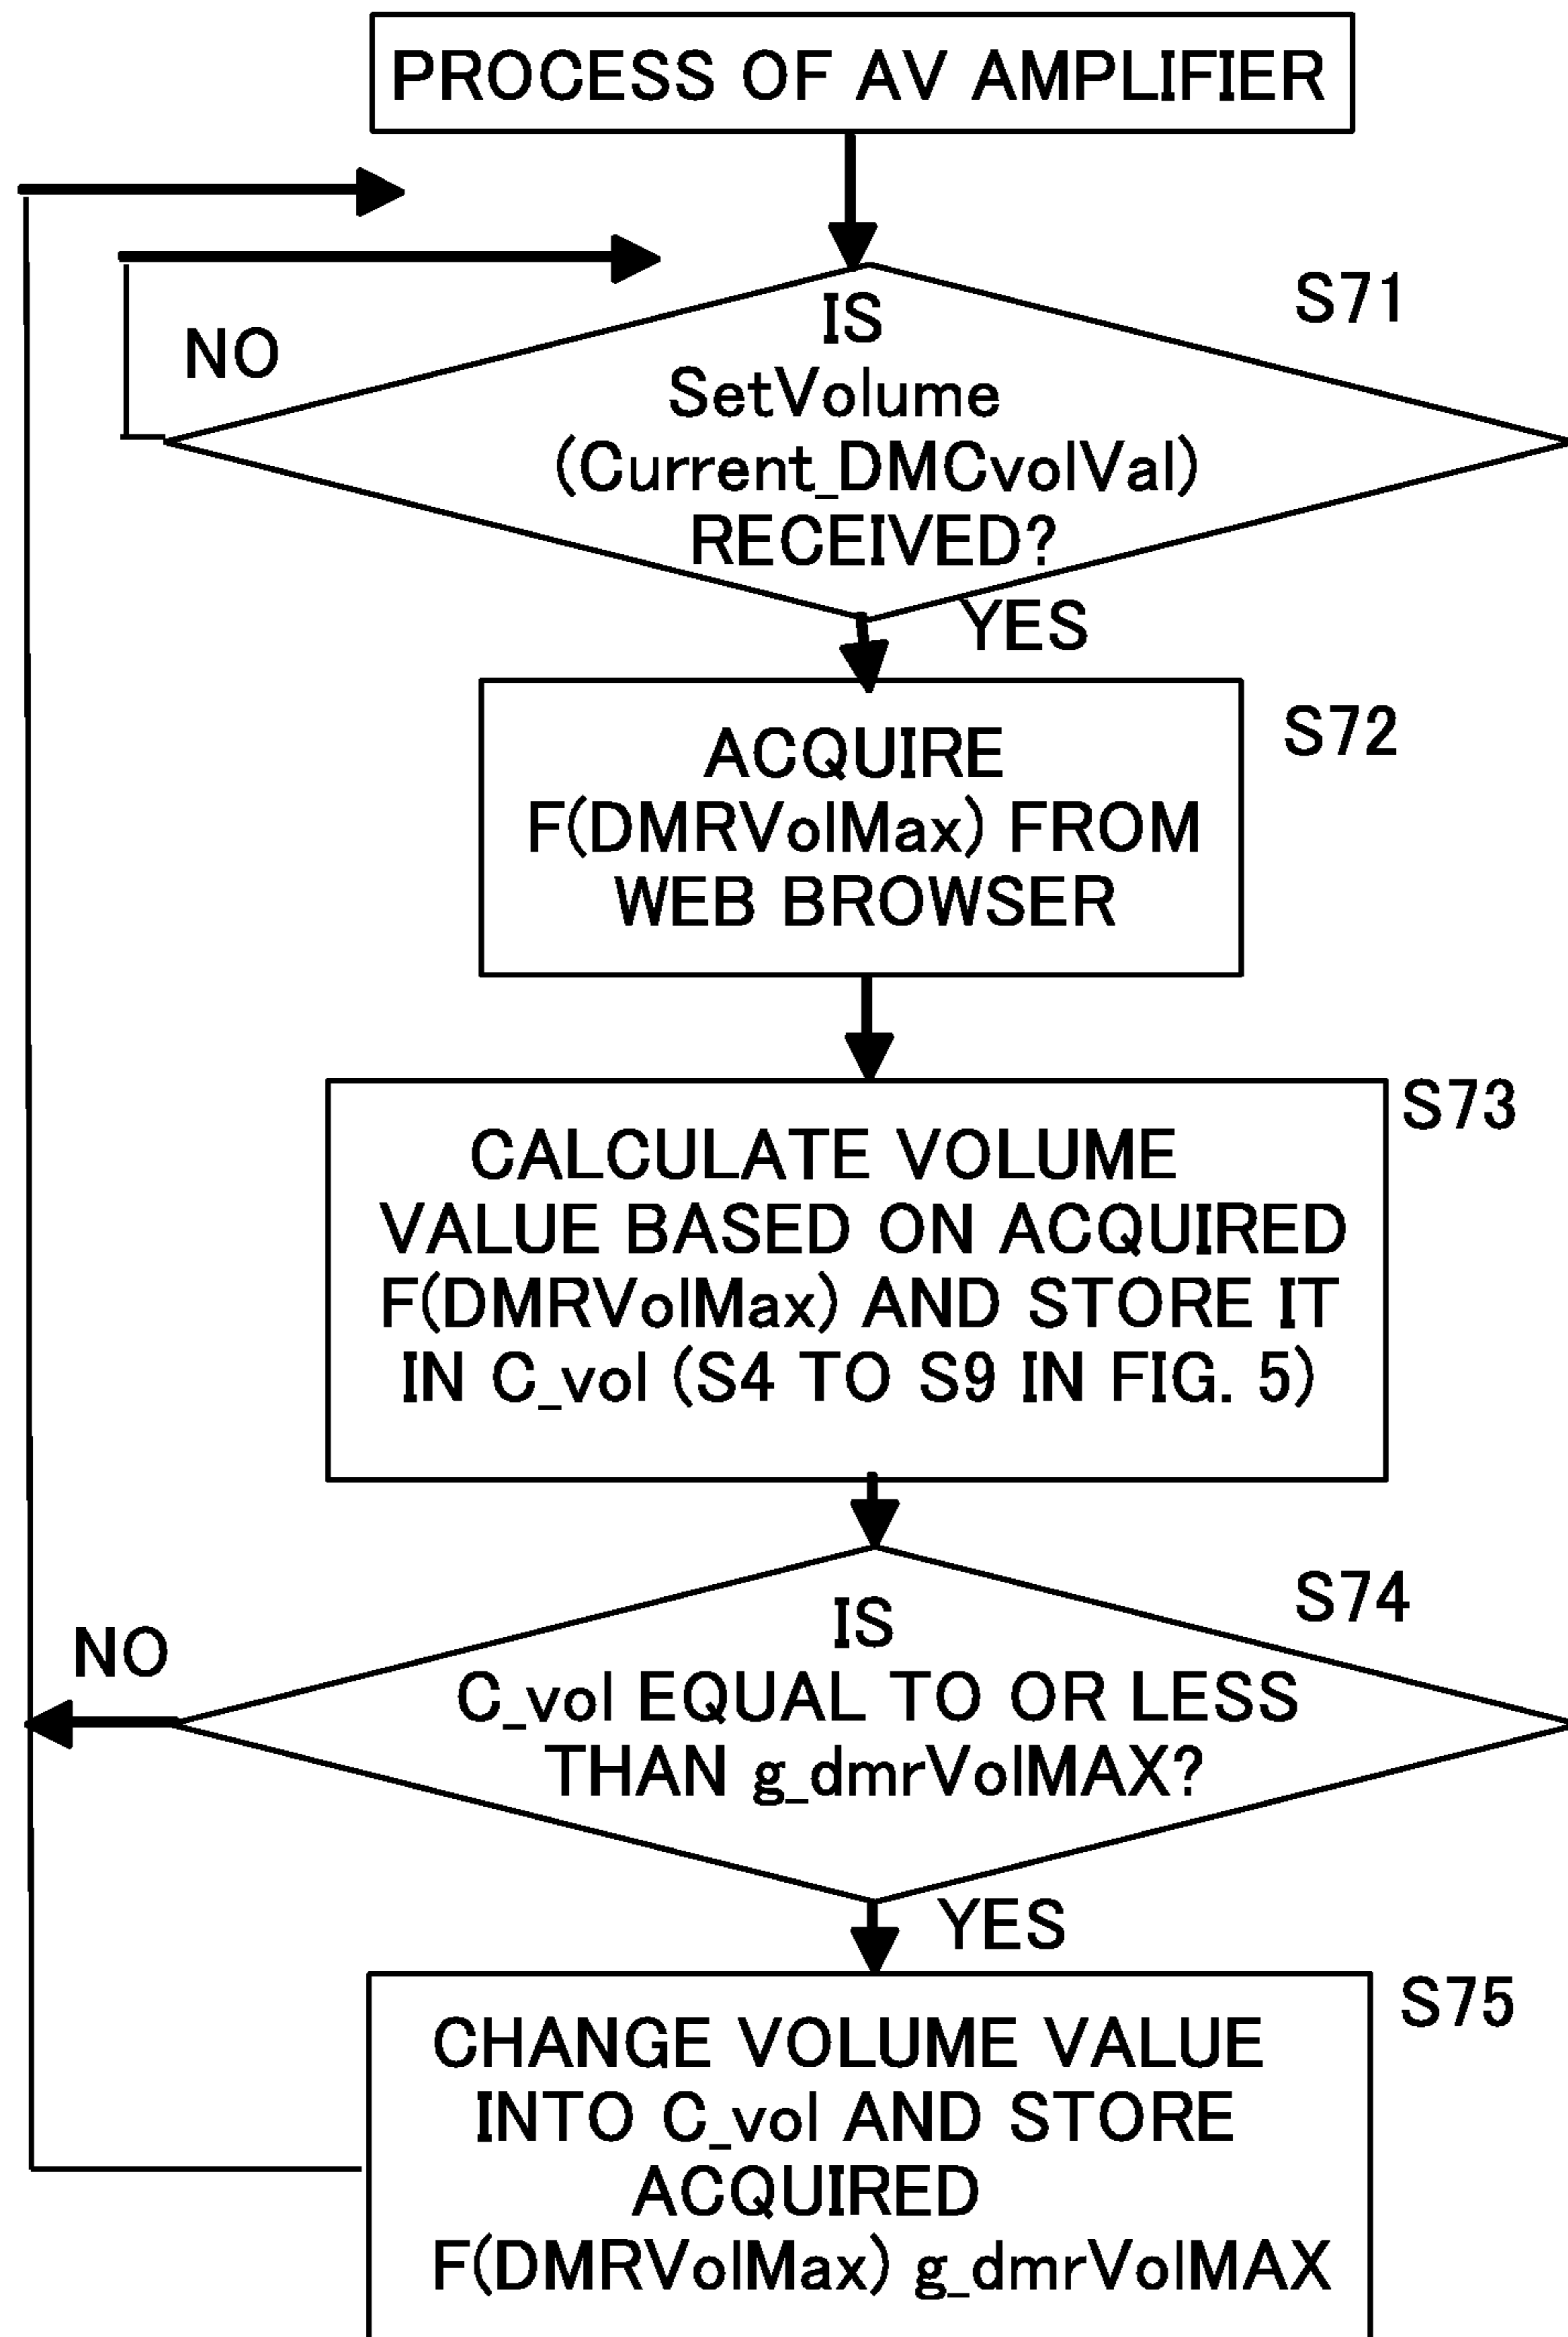 PROCESS OF AV AMPLIFIER
S71
IS
SetVolume
(Current_DMCvolVal)
RECEIVED?
NO
YES
S72
ACQUIRE
F(DMRVolMax) FROM
WEB BROWSER
S73
CALCULATE VOLUME
VALUE BASED ON ACQUIRED
F(DMRVolMax) AND STORE IT
IN C_vol (S4 TO S9 IN FIG. 5)
S74
IS
C_vol EQUAL TO OR LESS
THAN g_dmrVolMAX?
NO
YES
S75
CHANGE VOLUME VALUE
INTO C_vol AND STORE
ACQUIRED
F(DMRVolMax) g_dmrVolMAX